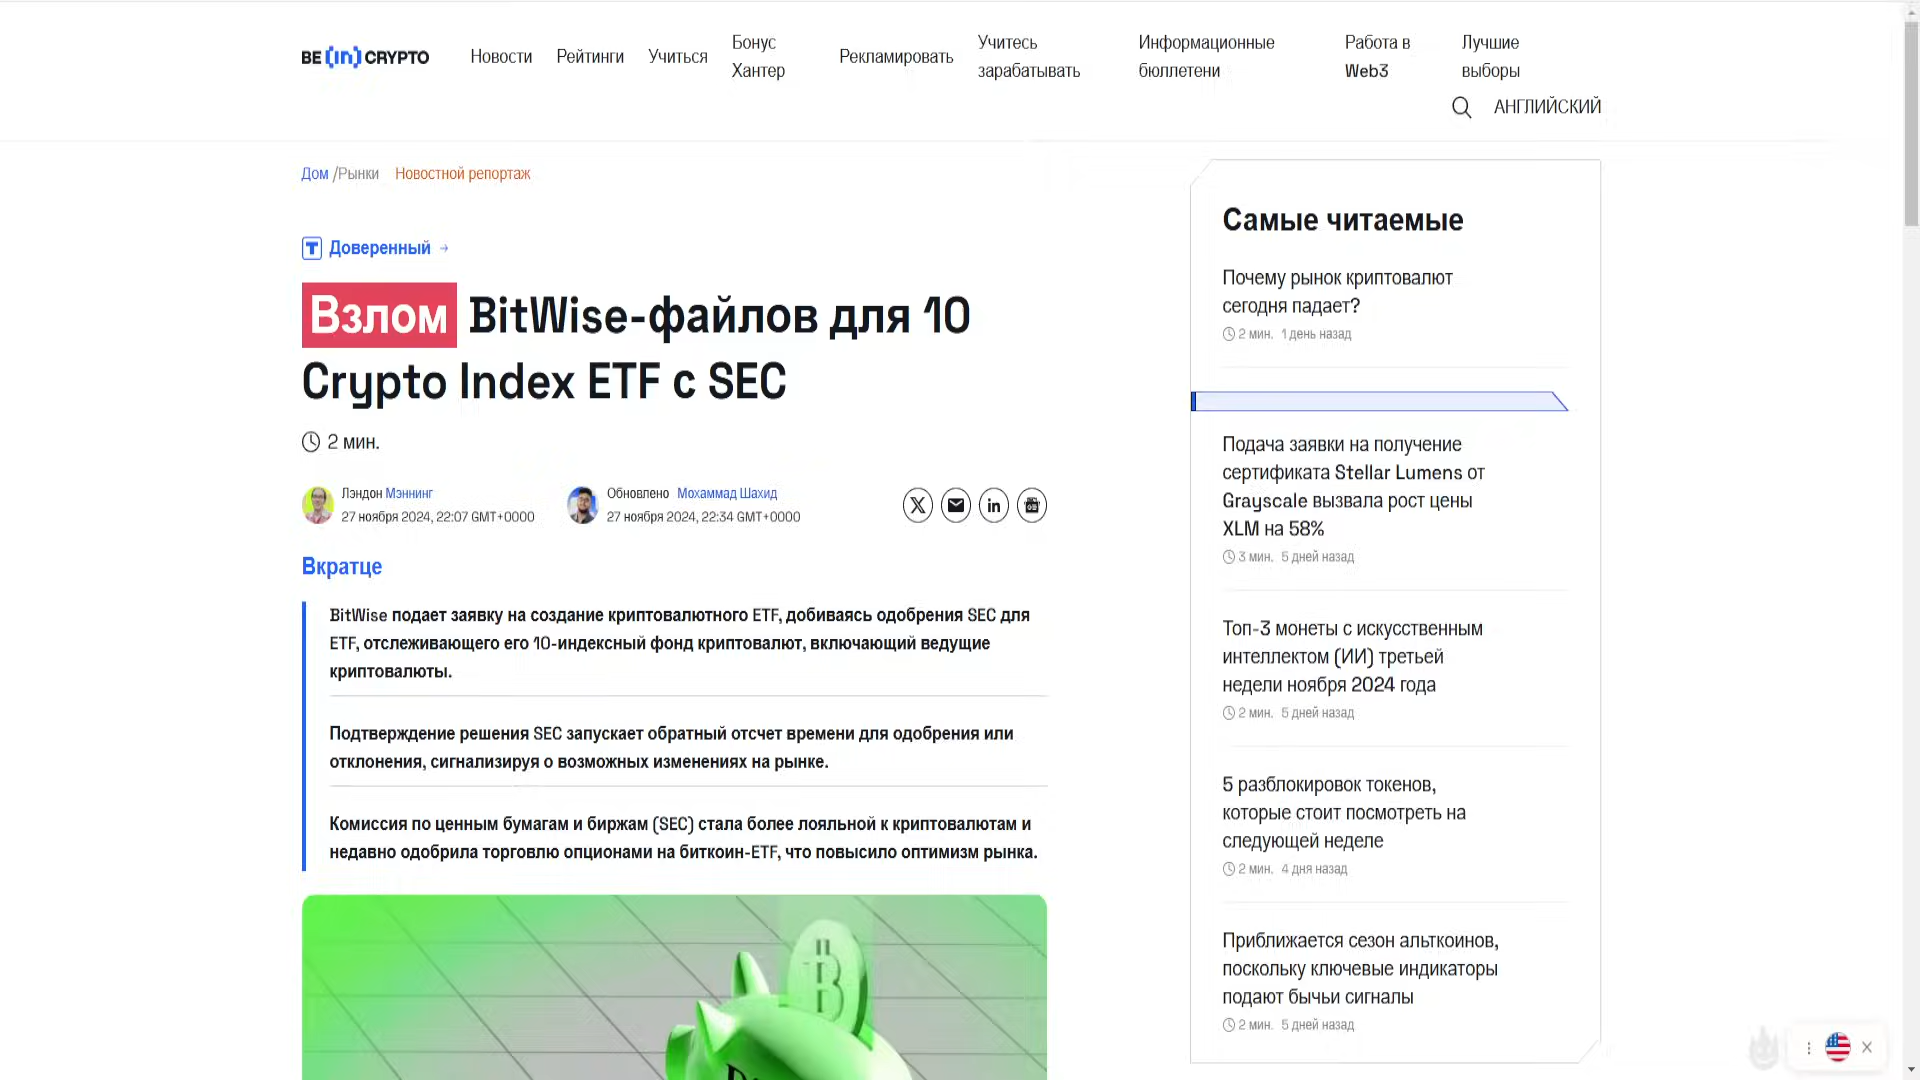 BE [in] CRYPTO
Новости
Рейтинги
Учиться
Бонус
Хантер
Рекламировать
Учитесь
зарабатывать
Информационные
бюллетени
Работа в
Web3
Лучшие
выборы
АНГЛИЙСКИЙ
Дом /Рынки Новостной репортаж
T Доверенный →
Взлом BitWise-файлов для 10
Crypto Index ETF с SEC
2 мин.
Лэндон Мэннинг
27 ноября 2024, 22:07 GMT+0000
Обновлено Мохаммад Шахид
27 ноября 2024, 22:34 GMT+0000
Вкратце
BitWise подает заявку на создание криптовалютного ETF, добиваясь одобрения SEC для
ETF, отслеживающего его 10-индексный фонд криптовалют, включающий ведущие
криптовалюты.
Подтверждение решения SEC запускает обратный отсчет времени для одобрения или
отклонения, сигнализируя о возможных изменениях на рынке.
Комиссия по ценным бумагам и биржам (SEC) стала более лояльной к криптовалютам и
недавно одобрила торговлю опционами на биткоин-ETF, что повысило оптимизм рынка.
Самые читаемые
Почему рынок криптовалют
сегодня падает?
2 мин. 1 день назад
Подача заявки на получение
сертификата Stellar Lumens от
Grayscale вызвала рост цены
XLM на 58%
3 мин. 5 дней назад
Топ-3 монеты с искусственным
интеллектом (ИИ) третьей
недели ноября 2024 года
2 мин. 5 дней назад
5 разблокировок токенов,
которые стоит посмотреть на
следующей неделе
2 мин. 4 дня назад
Приближается сезон альткоинов,
поскольку ключевые индикаторы
подают бычьи сигналы
2 мин. 5 дней назад